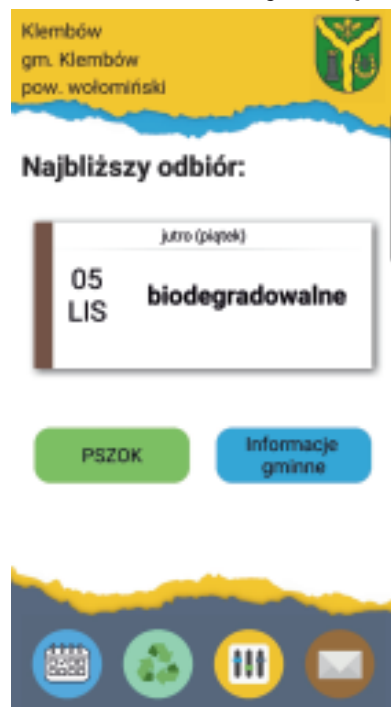 Klembów
gm. Klembów
pow. wołomiński
Najbliższy odbiór:
jutro (piątek)
05
LIS
biodegradowalne
PSZOK
Informacje
gminne